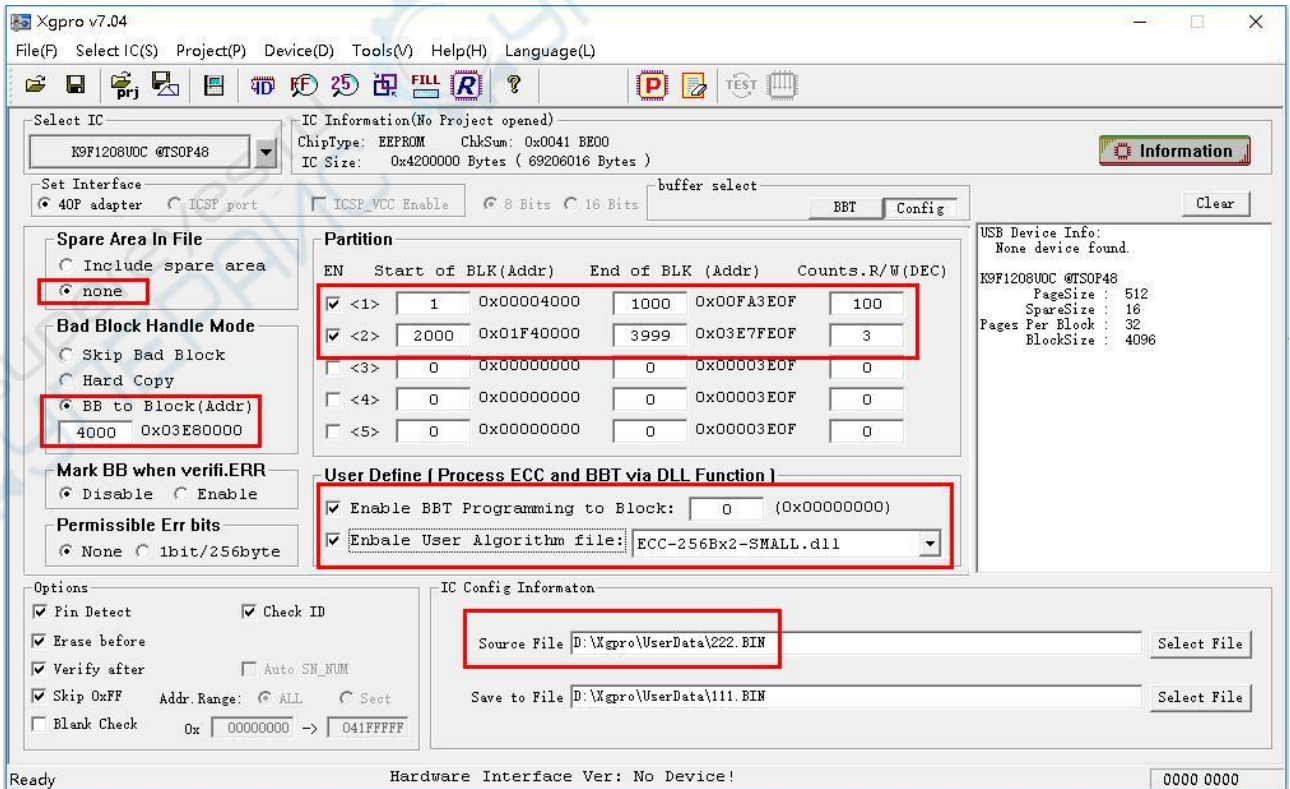 Xgpro v7.04
File(F) Select IC(S) Project(P) Device(D) Tools(V) Help(H) Language(L)
prj 4D FF 25 FILL R ? P TEST
Select IC
K9F1208U0C @TSOP48
IC Information(No Project opened)
ChipType: EEPROM ChkSum: 0x0041 BE00
IC Size: 0x4200000 Bytes ( 69206016 Bytes )
Information
Set Interface
40P adapter ICSP port
ICSP_VCC Enable
8 Bits 16 Bits
buffer select
BBT Config
Clear
Spare Area In File
Include spare area
none
Bad Block Handle Mode
Skip Bad Block
Hard Copy
BB to Block(Addr)
4000 0x03E80000
Mark BB when verifi.ERR
Disable Enable
Permissible Err bits
None 1bit/256byte
Partition
EN Start of BLK(Addr) End of BLK (Addr) Counts.R/W(DEC)
<1> 1 0x00004000 1000 0x00FA3E0F 100
<2> 2000 0x01F40000 3999 0x03E7FE0F 3
<3> 0 0x00000000 0 0x00003E0F 0
<4> 0 0x00000000 0 0x00003E0F 0
<5> 0 0x00000000 0 0x00003E0F 0
User Define ( Process ECC and BBT via DLL Function )
Enable BBT Programming to Block: 0 (0x00000000)
Enbale User Algorithm file: ECC-256Bx2-SMALL.dll
USB Device Info:
None device found.
K9F1208U0C @TSOP48
PageSize : 512
SpareSize : 16
Pages Per Block : 32
BlockSize : 4096
Options
Pin Detect Check ID
Erase before
Verify after Auto SN_NUM
Skip 0xFF Addr.Range: ALL Sect
Blank Check 0x 00000000 -> 041FFFFF
IC Config Informaton
Source File D:\Xgpro\UserData\222.BIN Select File
Save to File D:\Xgpro\UserData\111.BIN Select File
Ready Hardware Interface Ver: No Device! 0000 0000